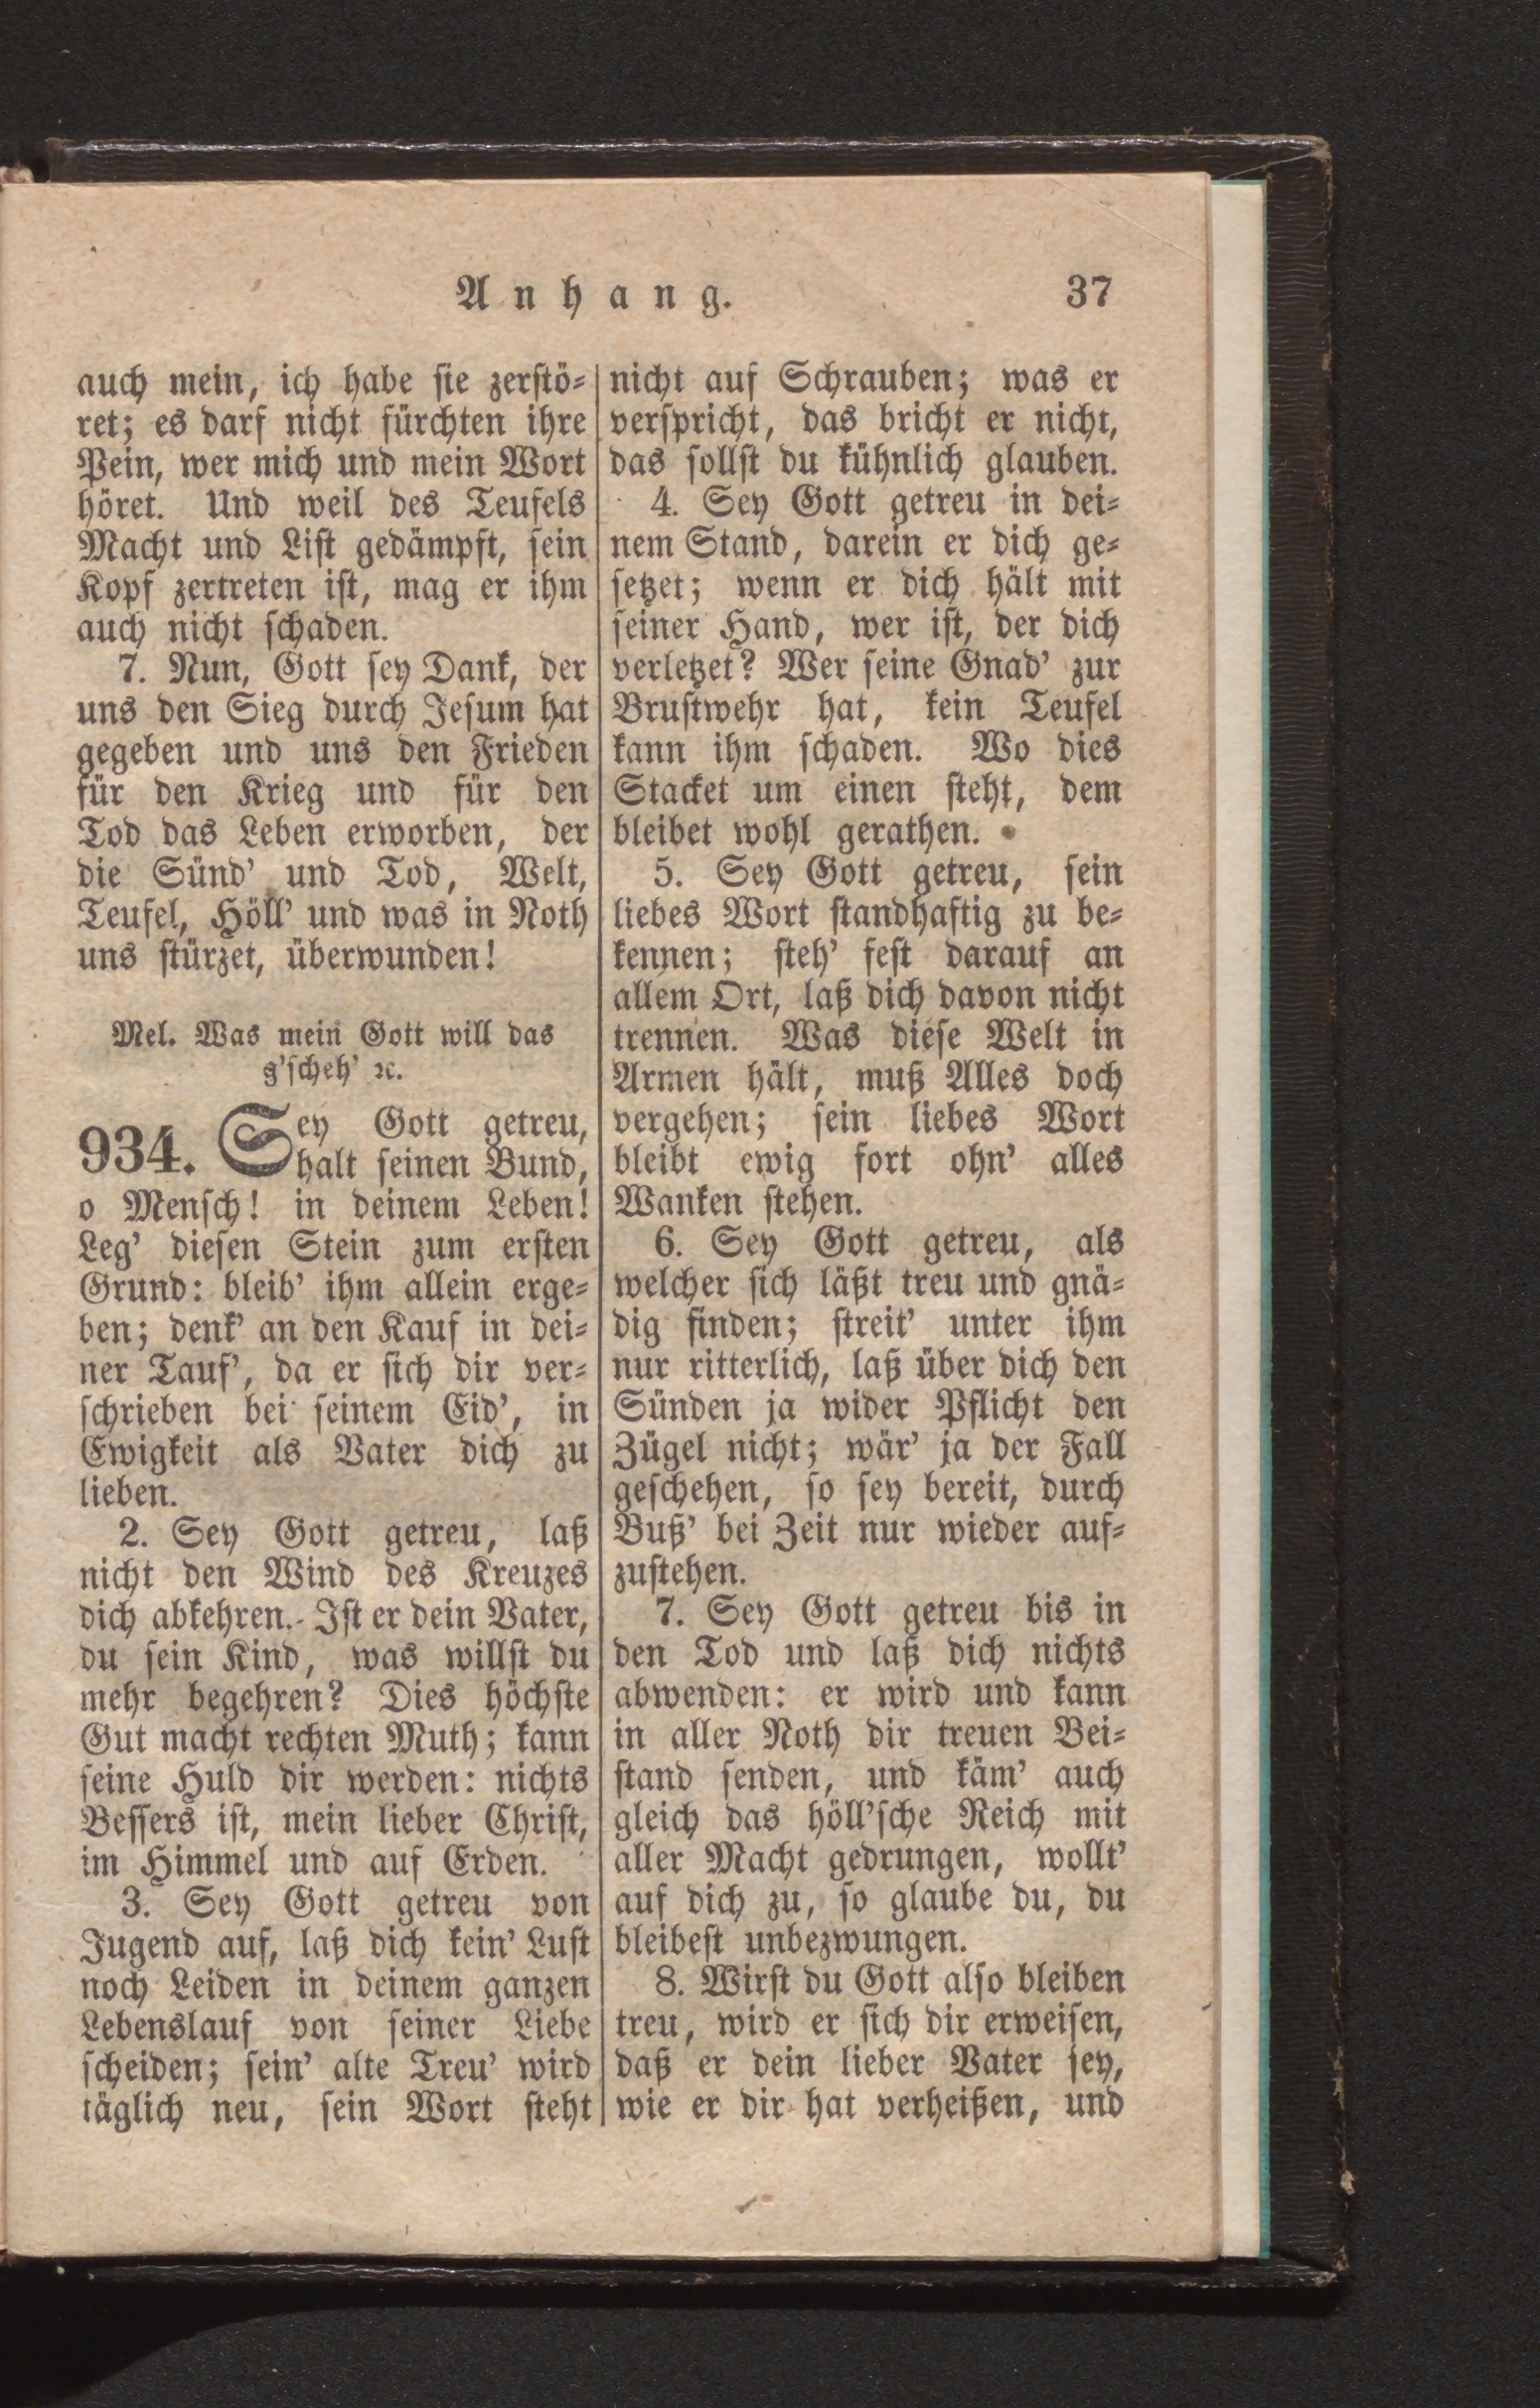 Anhang. 37
auch mein, ich habe sie zerstö-
ret; es darf nicht fürchten ihre
Pein, wer mich und mein Wort
höret. Und weil des Teufels
Macht und List gedämpft, sein
Kopf zertreten ist, mag er ihm
auch nicht schaden.
7. Nun, Gott sey Dank, der
uns den Sieg durch Jesum hat
gegeben und uns den Frieden
für den Krieg und für den
Tod das Leben erworben, der
die Sünd' und Tod, Welt,
Teufel, Höll' und was in Noth
uns stürzet, überwunden!
Mel. Was mein Gott will das
g'scheh' ꝛc.
934. Sey Gott getreu,
halt seinen Bund,
o Mensch! in deinem Leben!
Leg' diesen Stein zum ersten
Grund: bleib' ihm allein erge-
ben; denk' an den Kauf in dei-
ner Tauf', da er sich dir ver-
schrieben bei seinem Eid', in
Ewigkeit als Vater dich zu
lieben.
2. Sey Gott getreu, laß
nicht den Wind des Kreuzes
dich abkehren. Ist er dein Vater,
du sein Kind, was willst du
mehr begehren? Dies höchste
Gut macht rechten Muth; kann
seine Huld dir werden: nichts
Bessers ist, mein lieber Christ,
im Himmel und auf Erden.
3. Sey Gott getreu von
Jugend auf, laß dich kein' Lust
noch Leiden in deinem ganzen
Lebenslauf von seiner Liebe
scheiden; sein' alte Treu' wird
täglich neu, sein Wort steht
nicht auf Schrauben; was er
verspricht, das bricht er nicht,
das sollst du kühnlich glauben.
4. Sey Gott getreu in dei-
nem Stand, darein er dich ge-
setzet; wenn er dich hält mit
seiner Hand, wer ist, der dich
verletzet? Wer seine Gnad' zur
Brustwehr hat, kein Teufel
kann ihm schaden. Wo dies
Stacket um einen steht, dem
bleibet wohl gerathen.
5. Sey Gott getreu, sein
liebes Wort standhaftig zu be-
kennen; steh' fest darauf an
allem Ort, laß dich davon nicht
trennen. Was diese Welt in
Armen hält, muß Alles doch
vergehen; sein liebes Wort
bleibt ewig fort ohn' alles
Wanken stehen.
6. Sey Gott getreu, als
welcher sich läßt treu und gnä-
dig finden; streit' unter ihm
nur ritterlich, laß über dich den
Sünden ja wider Pflicht den
Zügel nicht; wär' ja der Fall
geschehen, so sey bereit, durch
Buß' bei Zeit nur wieder auf-
zustehen.
7. Sey Gott getreu bis in
den Tod und laß dich nichts
abwenden: er wird und kann
in aller Noth dir treuen Bei-
stand senden, und käm' auch
gleich das höll'sche Reich mit
aller Macht gedrungen, wollt'
auf dich zu, so glaube du, du
bleibest unbezwungen.
8. Wirst du Gott also bleiben
treu, wird er sich dir erweisen,
daß er dein lieber Vater sey,
wie er dir hat verheißen, und